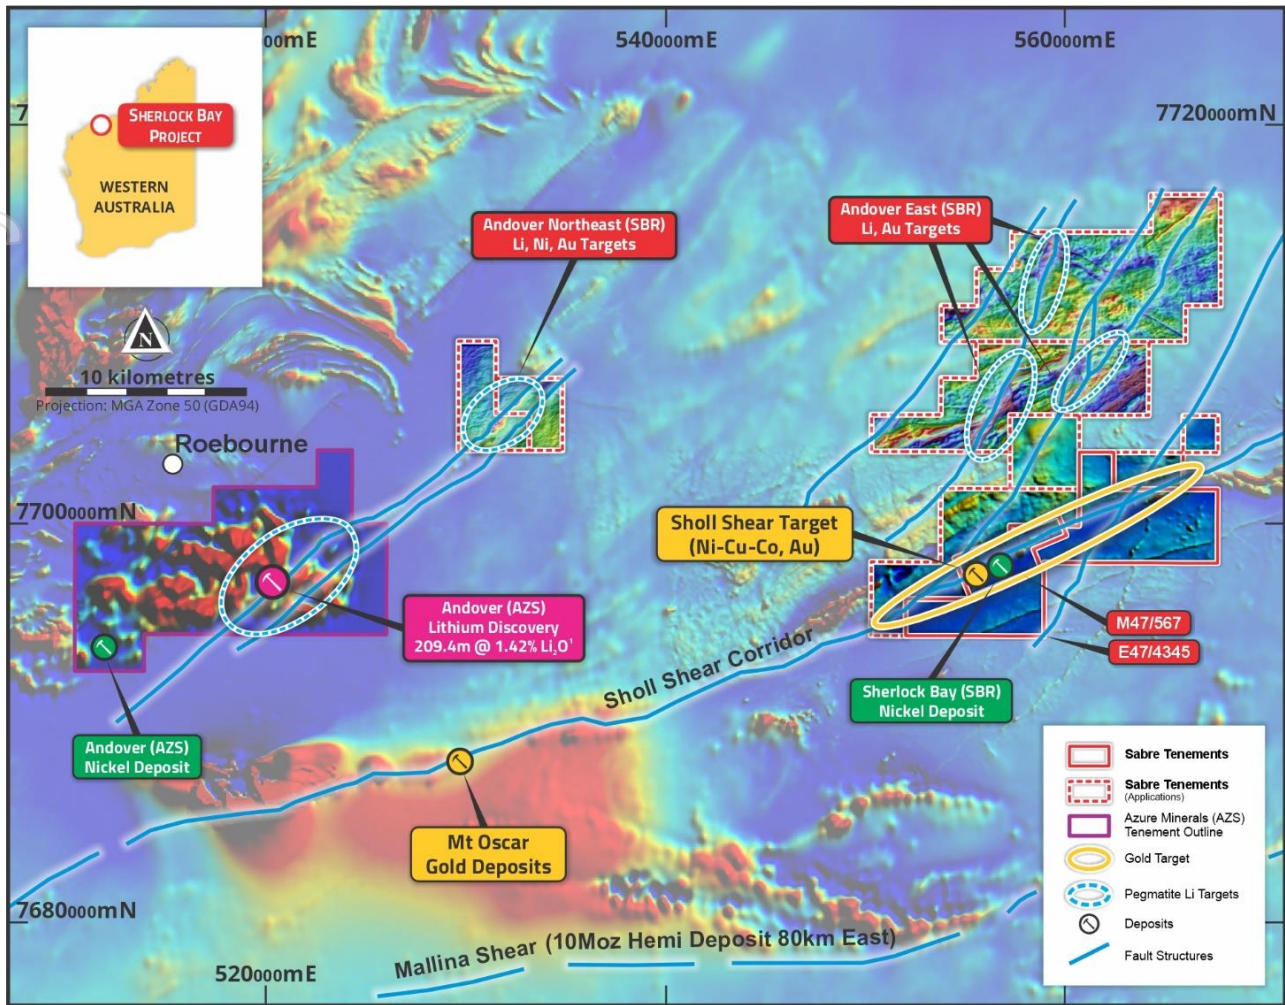 000mE
540000mE
560000mE
7
7720000mN
SHERLOCK BAY
PROJECT
WESTERN
AUSTRALIA
Andover Northeast (SBR)
Li, Ni, Au Targets
Andover East (SBR)
Li, Au Targets
N
10 kilometres
Projection: MGA Zone 50 (GDA94)
Roebourne
7700000mN
Sholl Shear Target
(Ni-Cu-Co, Au)
Andover (AZS)
Lithium Discovery
209.4m @ 1.42% Li₂O¹
M47/567
E47/4345
Sholl Shear Corridor
Sherlock Bay (SBR)
Nickel Deposit
Andover (AZS)
Nickel Deposit
Mt Oscar
Gold Deposits
7680000mN
Mallina Shear (10Moz Hemi Deposit 80km East)
520000mE
Sabre Tenements
Sabre Tenements
(Applications)
Azure Minerals (AZS)
Tenement Outline
Gold Target
Pegmatite Li Targets
Deposits
Fault Structures